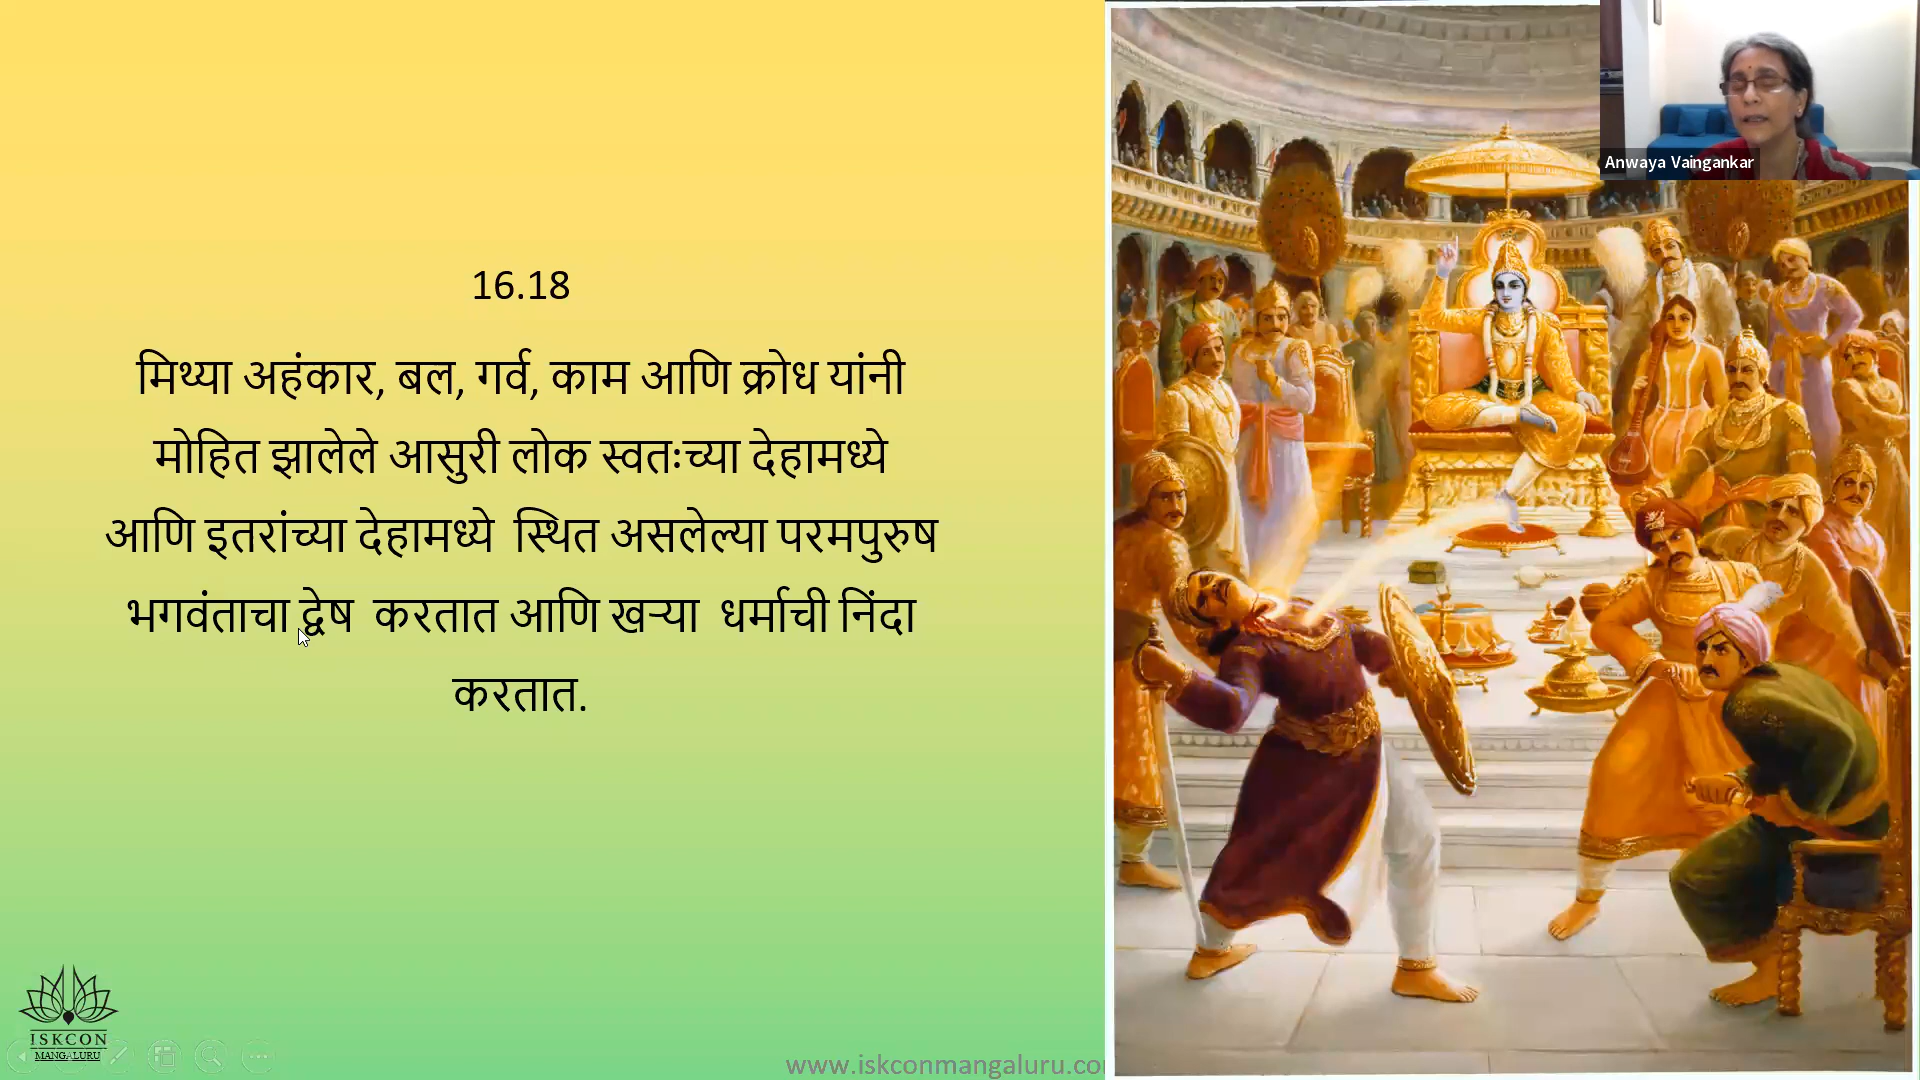 16.18
मिथ्या अहंकार, बल, गर्व, काम आणि क्रोध यांनी
मोहित झालेले आसुरी लोक स्वतःच्या देहामध्ये
आणि इतरांच्या देहामध्ये स्थित असलेल्या परमपुरुष
भगवंताचा द्वेष करतात आणि खऱ्या धर्माची निंदा
करतात.
Anwaya Vaingankar
ISKCON
MANGALURU
www.iskconmangaluru.co